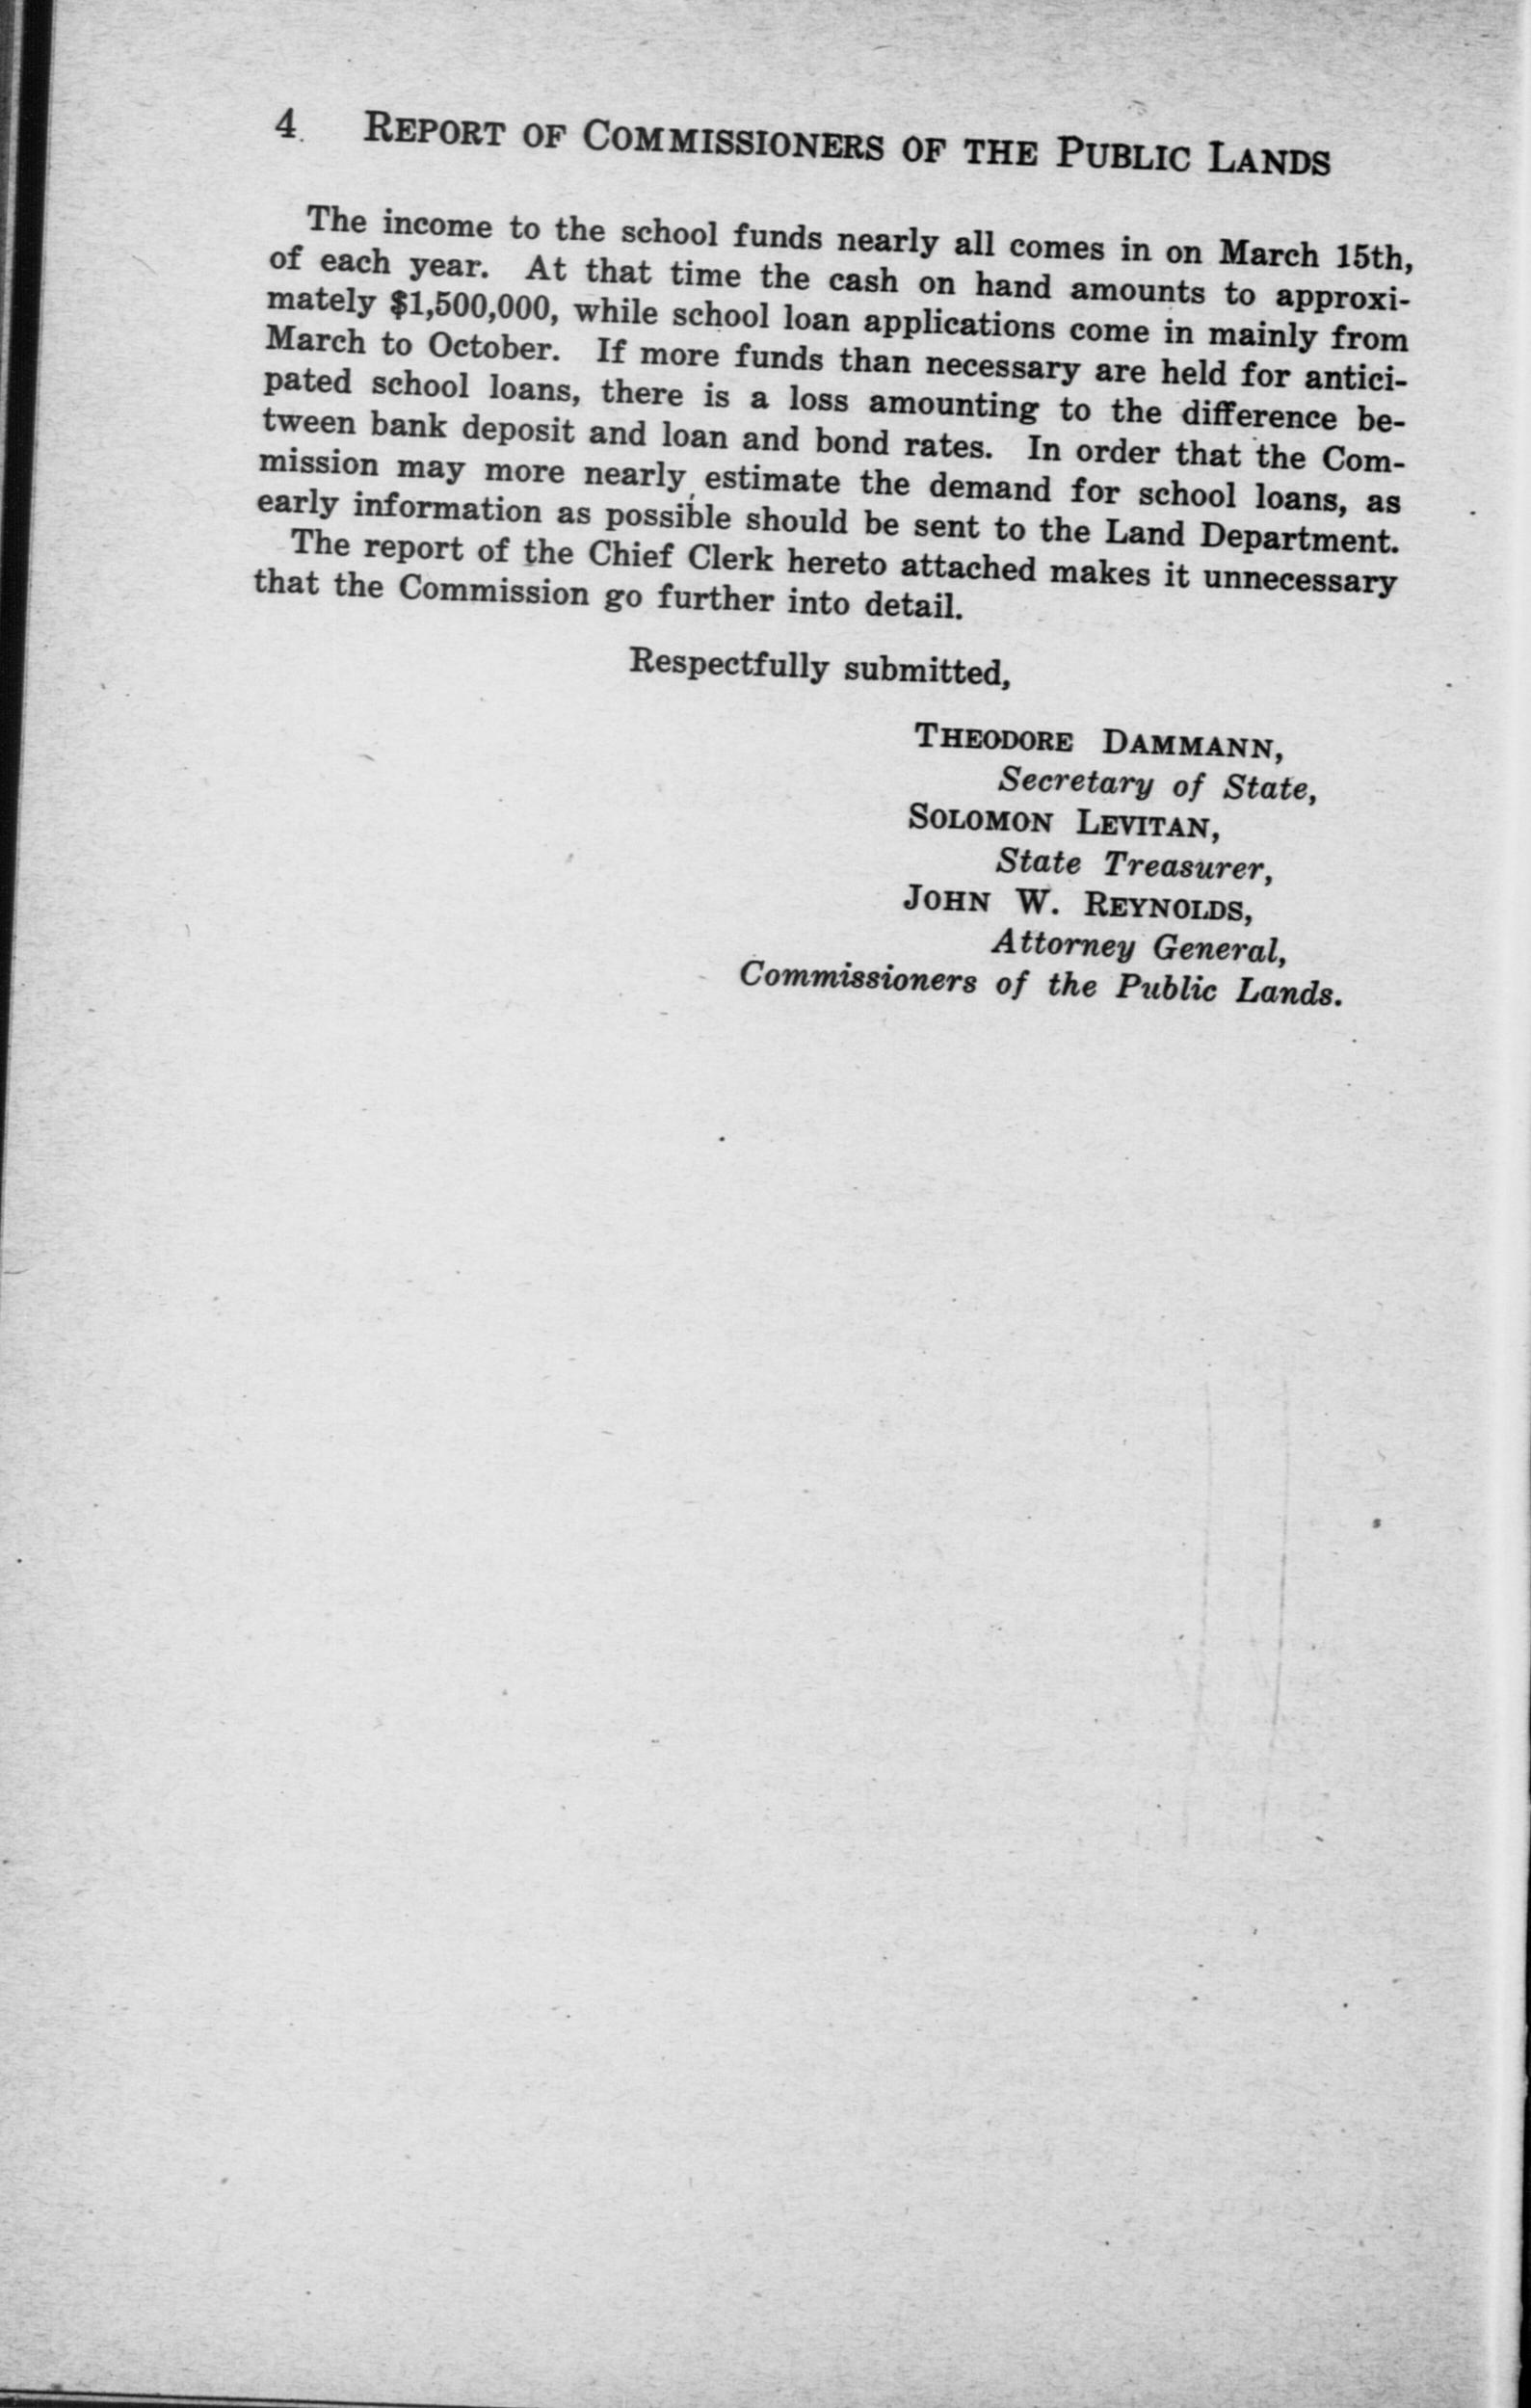 4 REPORT OF COMMISSIONERS OF THE PUBLIC LANDS
The income to the school funds nearly all comes in on March 15th,
of each year. At that time the cash on hand amounts to approxi-
mately $1,500,000, while school loan applications come in mainly from
March to October. If more funds than necessary are held for antici-
pated school loans, there is a loss amounting to the difference be-
tween bank deposit and loan and bond rates. In order that the Com-
mission may more nearly estimate the demand for school loans, as
early information as possible should be sent to the Land Department.
The report of the Chief Clerk hereto attached makes it unnecessary
that the Commission go further into detail.
Respectfully submitted,
THEODORE DAMMANN,
Secretary of State,
SOLOMON LEVITAN,
State Treasurer,
JOHN W. REYNOLDS,
Attorney General,
Commissioners of the Public Lands.